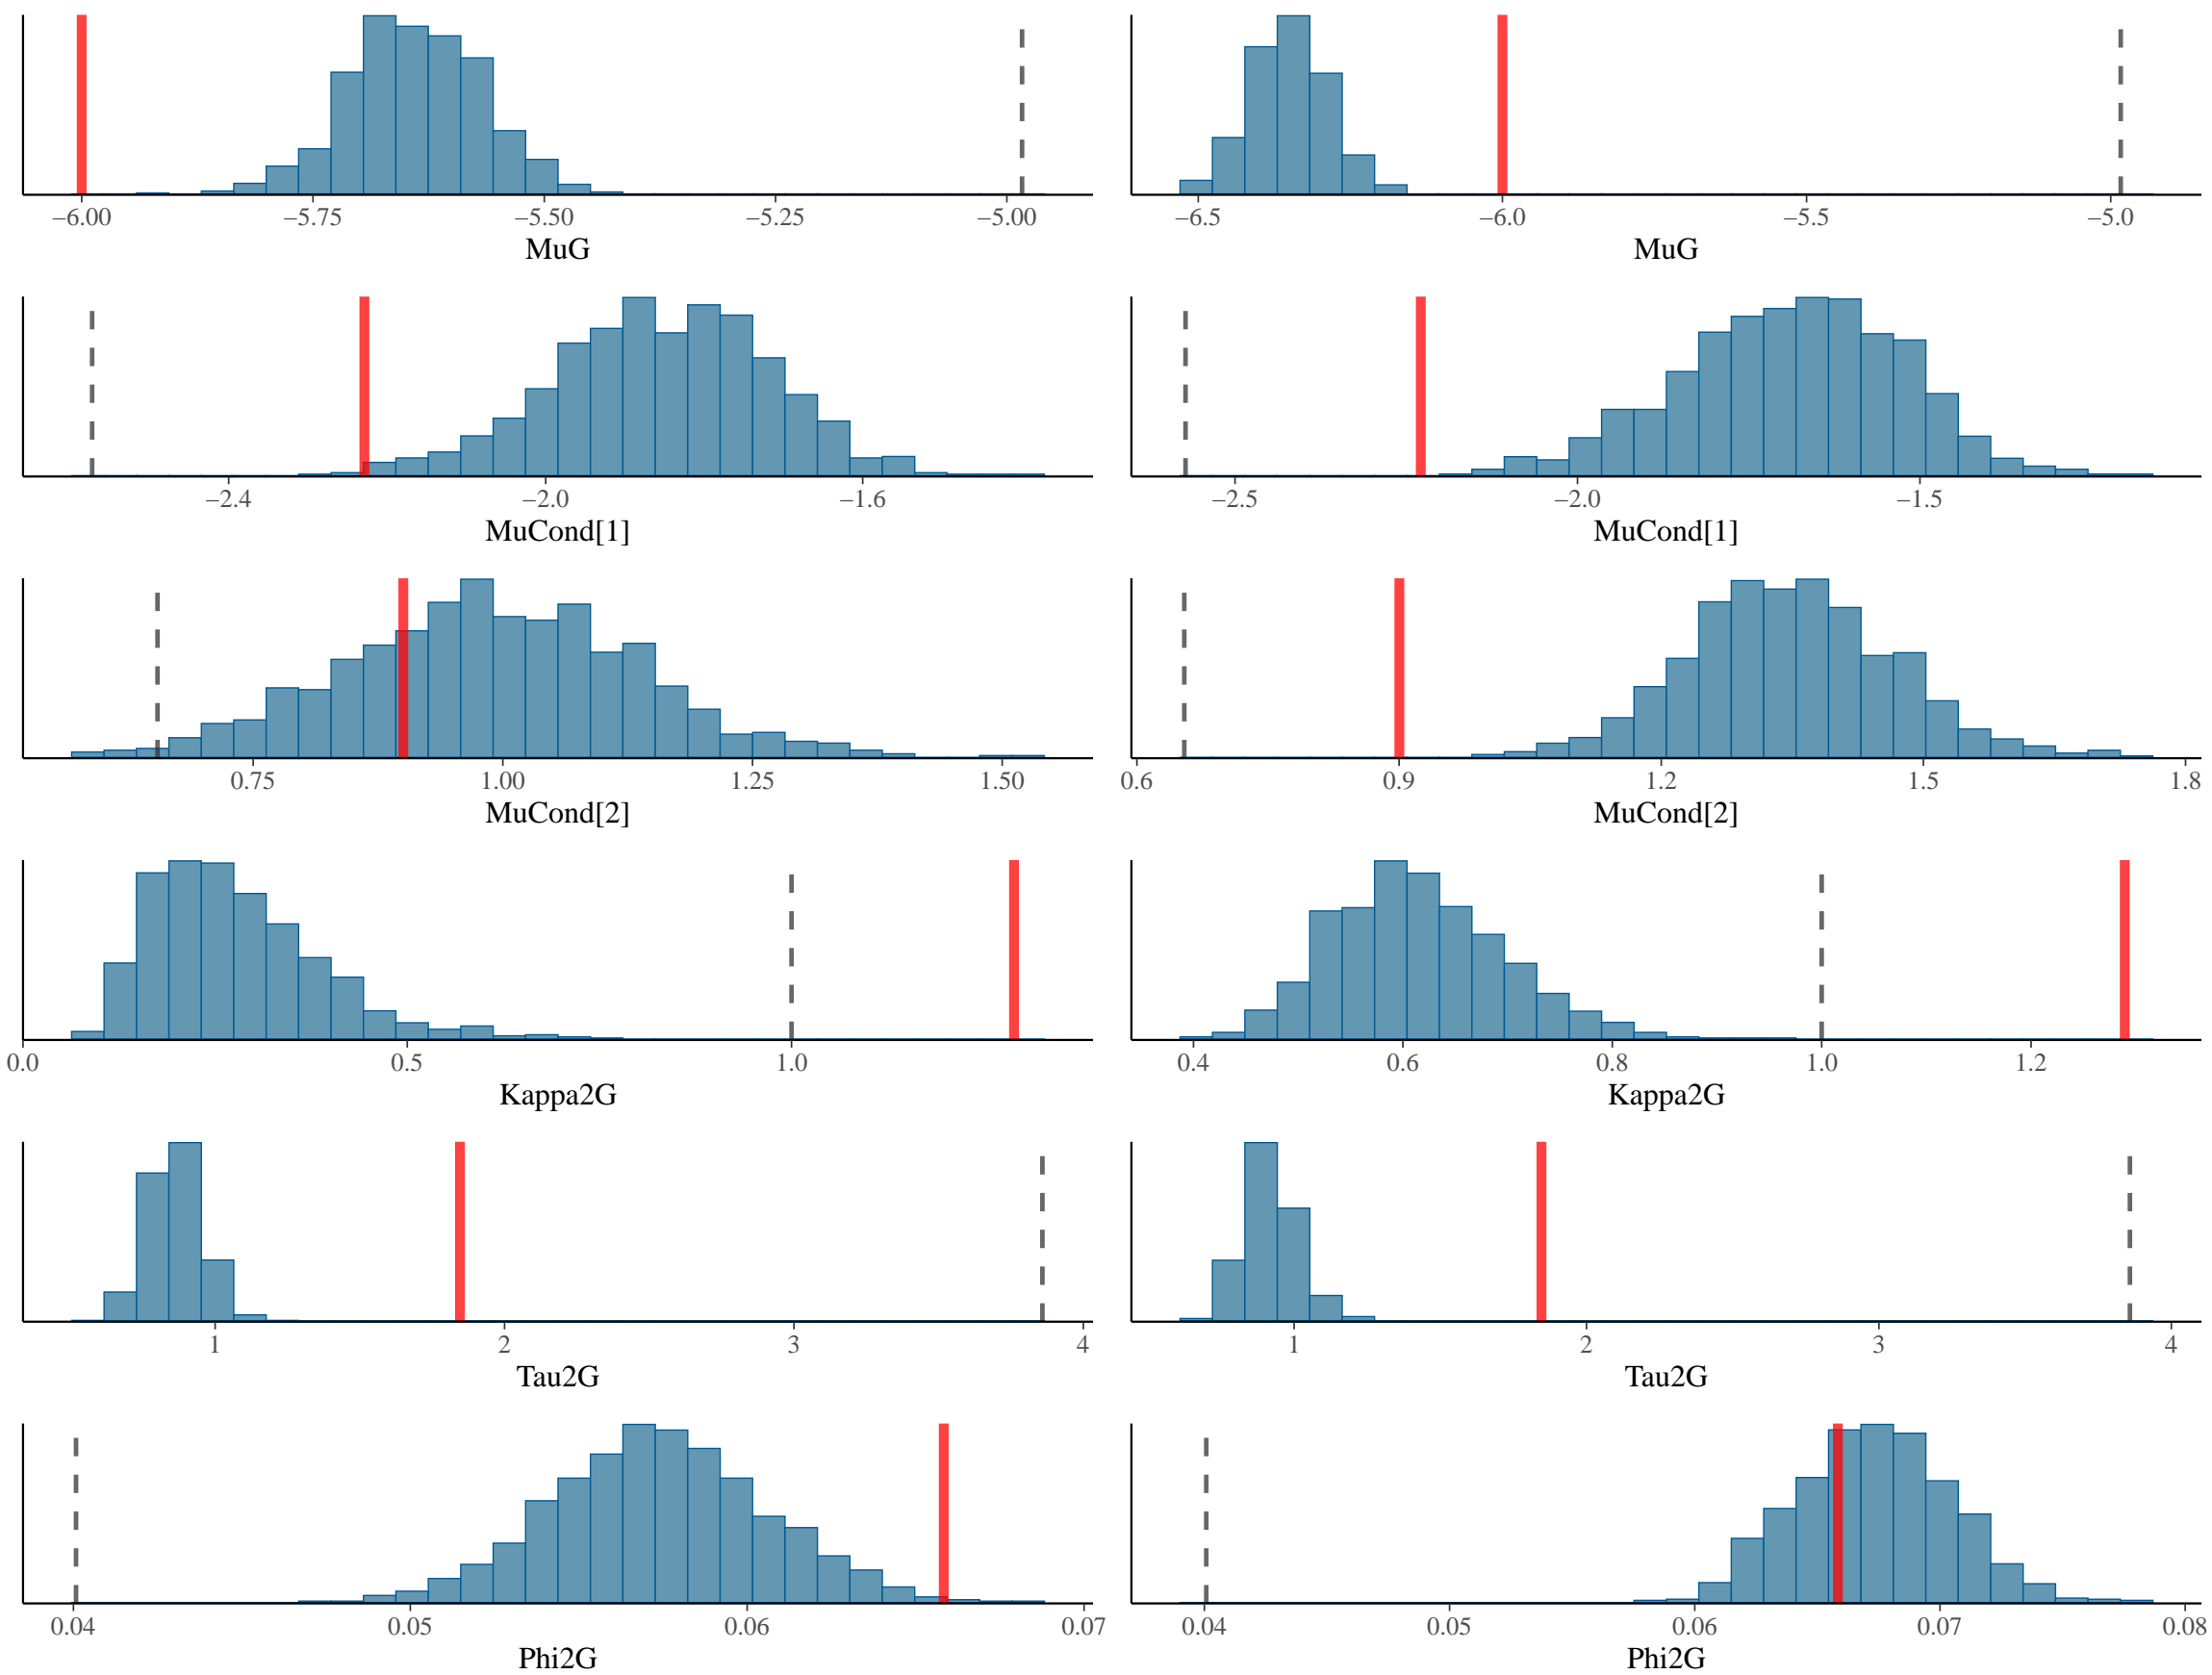 −6.00 −5.75 −5.50 −5.25 −5.00
MuG
−6.5 −6.0 −5.5 −5.0
MuG
−2.4 −2.0 −1.6
MuCond[1]
−2.5 −2.0 −1.5
MuCond[1]
0.75 1.00 1.25 1.50
MuCond[2]
0.6 0.9 1.2 1.5 1.8
MuCond[2]
0.0 0.5 1.0
Kappa2G
0.4 0.6 0.8 1.0 1.2
Kappa2G
1 2 3 4
Tau2G
1 2 3 4
Tau2G
0.04 0.05 0.06 0.07
Phi2G
0.04 0.05 0.06 0.07 0.08
Phi2G